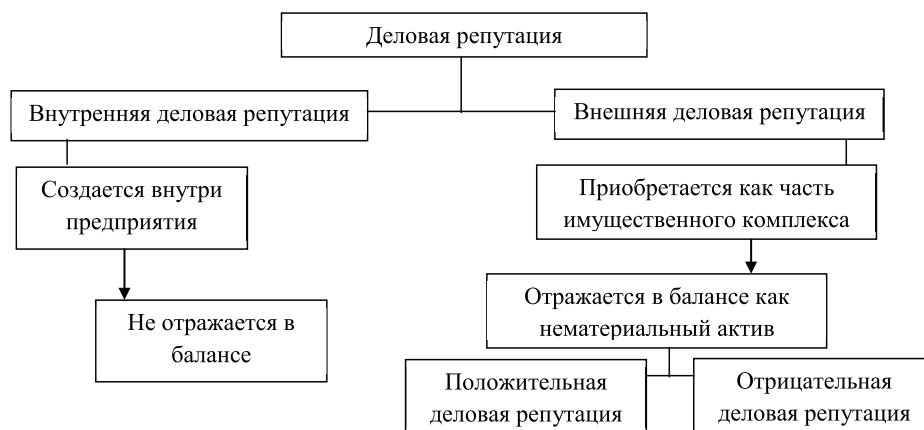 Деловая репутация
Внутренняя деловая репутация
Внешняя деловая репутация
Создается внутри
предприятия
Приобретается как часть
имущественного комплекса
Не отражается в
балансе
Отражается в балансе как
нематериальный актив
Положительная
деловая репутация
Отрицательная
деловая репутация